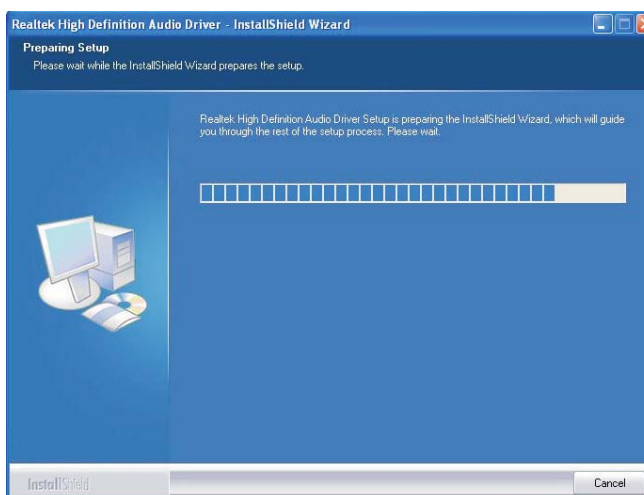 Realtek High Definition Audio Driver - InstallShield Wizard
Preparing Setup
Please wait while the InstallShield Wizard prepares the setup.
Realtek High Definition Audio Driver Setup is preparing the InstallShield Wizard, which will guide
you through the rest of the setup process. Please wait.
InstallShield
Cancel